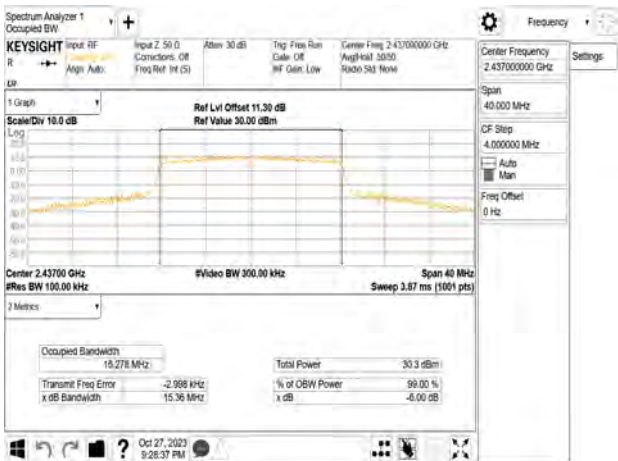 Spectrum Analyzer 1
Occupied BW
Frequency
KEYSIGHT
Input: RF
Input Z: 50 Ω
Atten: 30 dB
Trig: Free Run
Center Freq: 2.437000000 GHz
R
Corrections: Off
Gate: Off
Avg|Hold: 50/50
Align: Auto
Freq Ref: Int (S)
#IF Gain: Low
Radio Std: None
1 Graph
Ref Lvl Offset 11.30 dB
Scale/Div 10.0 dB
Ref Value 30.00 dBm
Log
Center 2.43700 GHz
#Video BW 300.00 kHz
Span 40 MHz
#Res BW 100.00 kHz
Sweep 3.87 ms (1001 pts)
2 Metrics
Occupied Bandwidth
16.278 MHz
Total Power
30.3 dBm
Transmit Freq Error
-2.998 kHz
% of OBW Power
99.00 %
x dB Bandwidth
15.36 MHz
x dB
-6.00 dB
Center Frequency
2.437000000 GHz
Settings
Span
40.000 MHz
CF Step
4.000000 MHz
Auto
Man
Freq Offset
0 Hz
Oct 27, 2023
9:28:37 PM